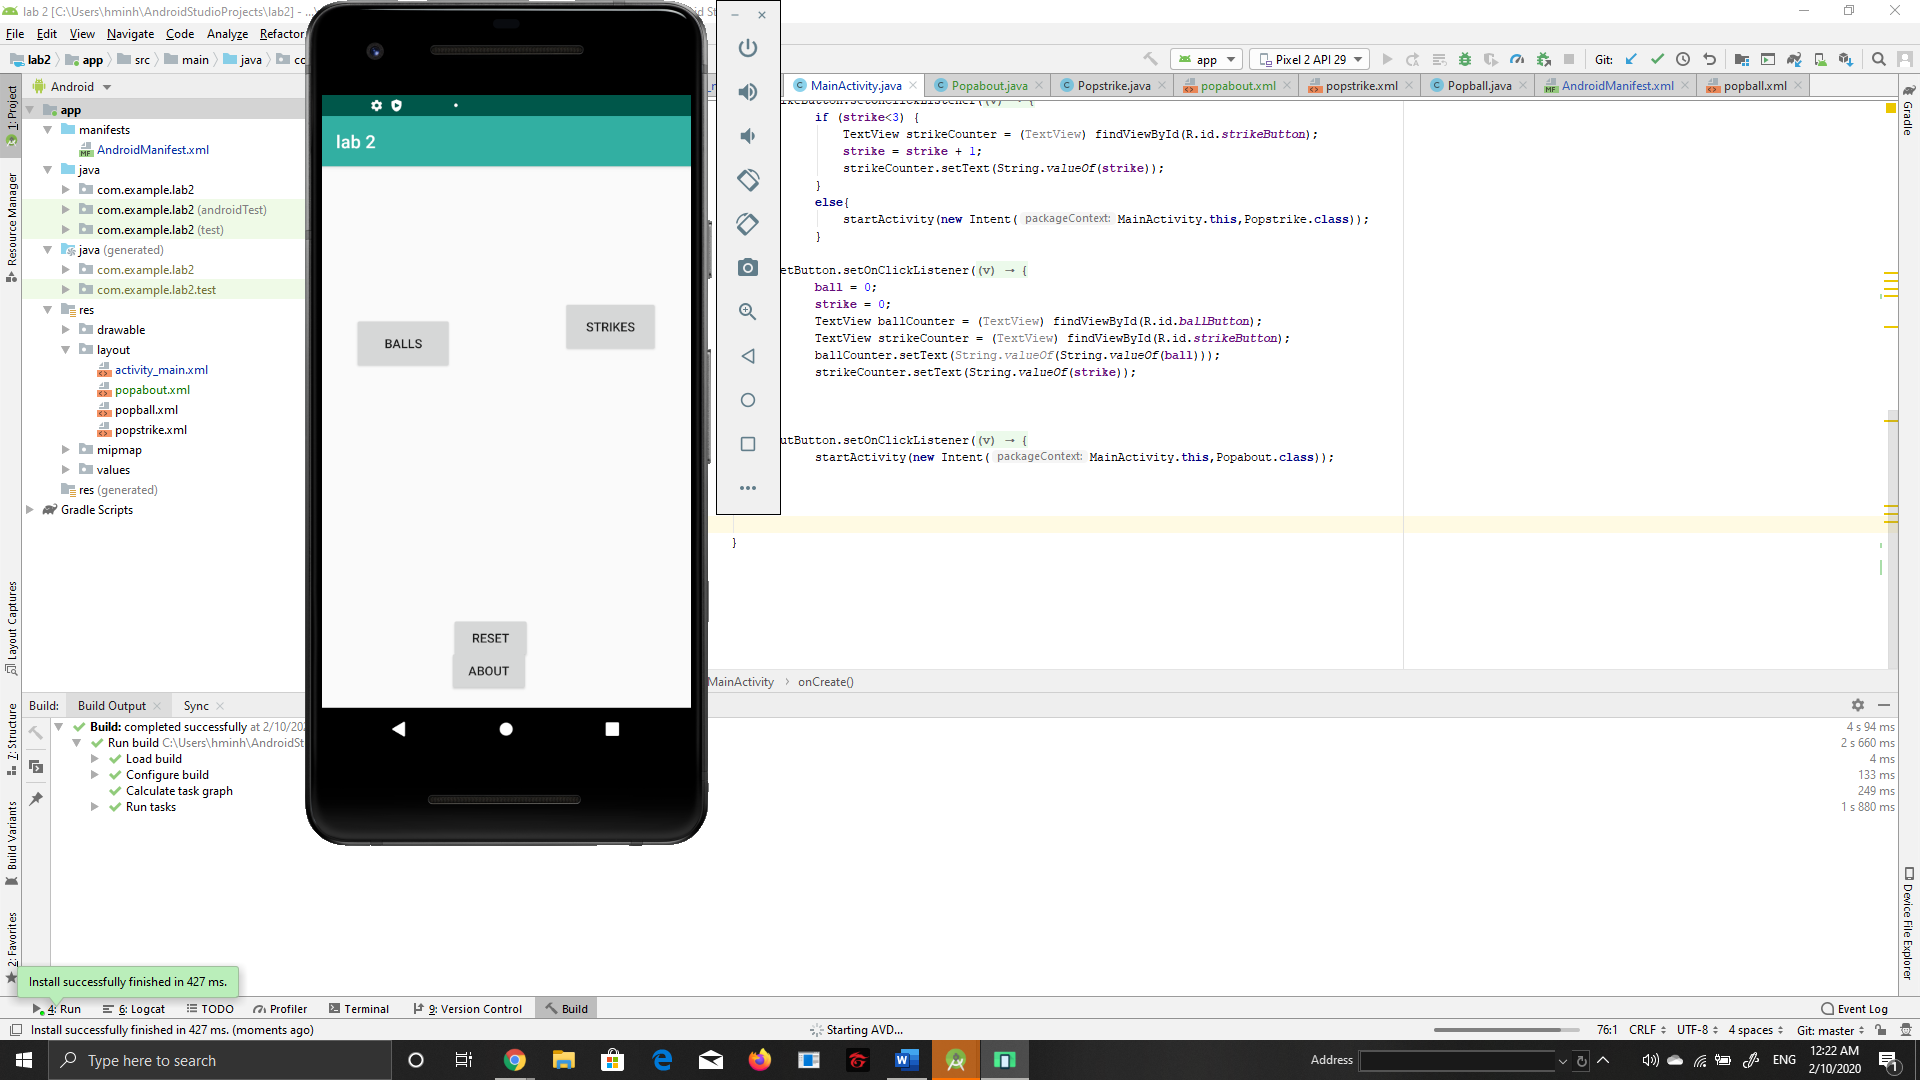 lab 2 [C:\Users\hminh\AndroidStudioProjects\lab2] - ...\
File Edit View Navigate Code Analyze Refactor
lab2 app src main java
app Pixel 2 API 29 Git:
Android
MainActivity.java Popabout.java Popstrike.java popabout.xml popstrike.xml Popball.java AndroidManifest.xml popball.xml
1: Project
Resource Manager
Layout Captures
7: Structure
Build Variants
2: Favorites
app
manifests
AndroidManifest.xml
java
com.example.lab2
com.example.lab2 (androidTest)
com.example.lab2 (test)
java (generated)
com.example.lab2
com.example.lab2.test
res
drawable
layout
activity_main.xml
popabout.xml
popball.xml
popstrike.xml
mipmap
values
res (generated)
Gradle Scripts
lab 2
BALLS
STRIKES
RESET
ABOUT
ikeButton.setOnClickListener((v) → {
if (strike<3) {
TextView strikeCounter = (TextView) findViewById(R.id.strikeButton);
strike = strike + 1;
strikeCounter.setText(String.valueOf(strike));
}
else{
startActivity(new Intent( packageContext: MainActivity.this,Popstrike.class));
}
etButton.setOnClickListener((v) → {
ball = 0;
strike = 0;
TextView ballCounter = (TextView) findViewById(R.id.ballButton);
TextView strikeCounter = (TextView) findViewById(R.id.strikeButton);
ballCounter.setText(String.valueOf(String.valueOf(ball)));
strikeCounter.setText(String.valueOf(strike));
utButton.setOnClickListener((v) → {
startActivity(new Intent( packageContext: MainActivity.this,Popabout.class));
}
MainActivity › onCreate()
Gradle
Device File Explorer
Build: Build Output Sync
Build: completed successfully at 2/10/202
4 s 94 ms
Run build C:\Users\hminh\AndroidSt
2 s 660 ms
Load build
4 ms
Configure build
133 ms
Calculate task graph
249 ms
Run tasks
1 s 880 ms
Install successfully finished in 427 ms.
4: Run 6: Logcat TODO Profiler Terminal 9: Version Control Build Event Log
Install successfully finished in 427 ms. (moments ago) Starting AVD... 76:1 CRLF UTF-8 4 spaces Git: master
Type here to search
Address
ENG
12:22 AM
2/10/2020
1